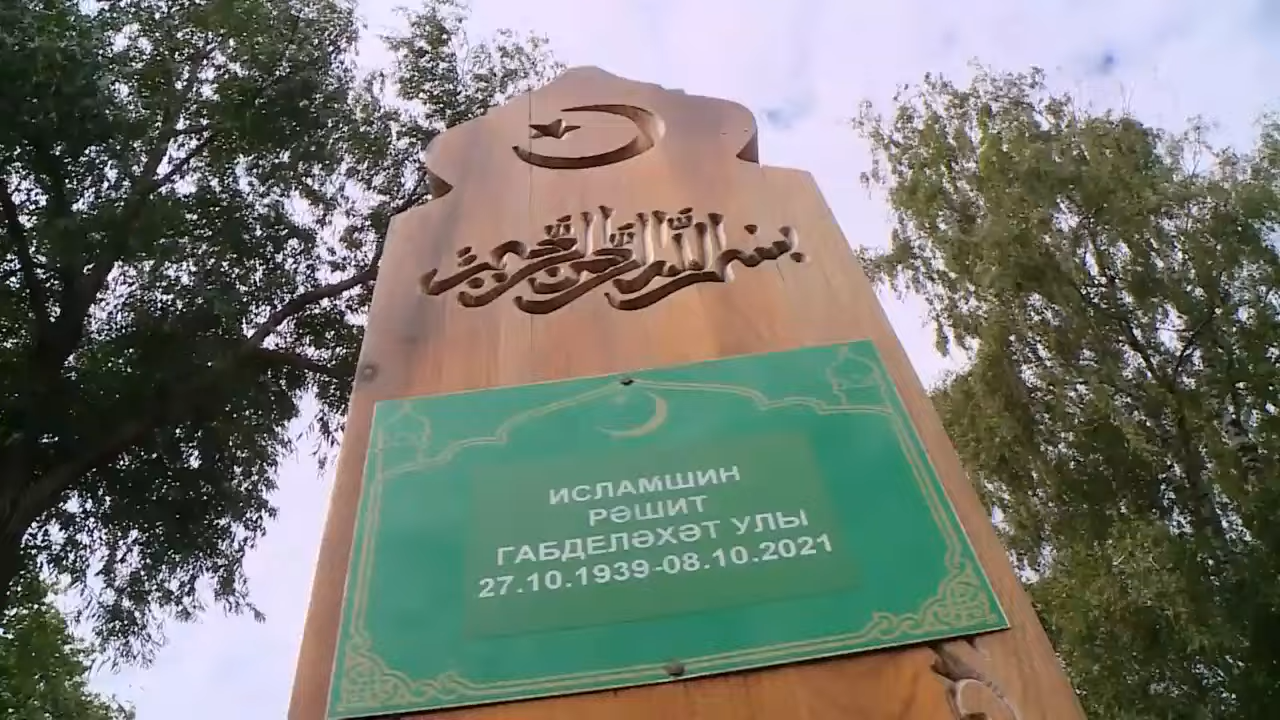 بسم الله الرحمن الرحيم
ИСЛАМШИН
РӘШИТ
ГАБДЕЛӘХӘТ УЛЫ
27.10.1939-08.10.2021